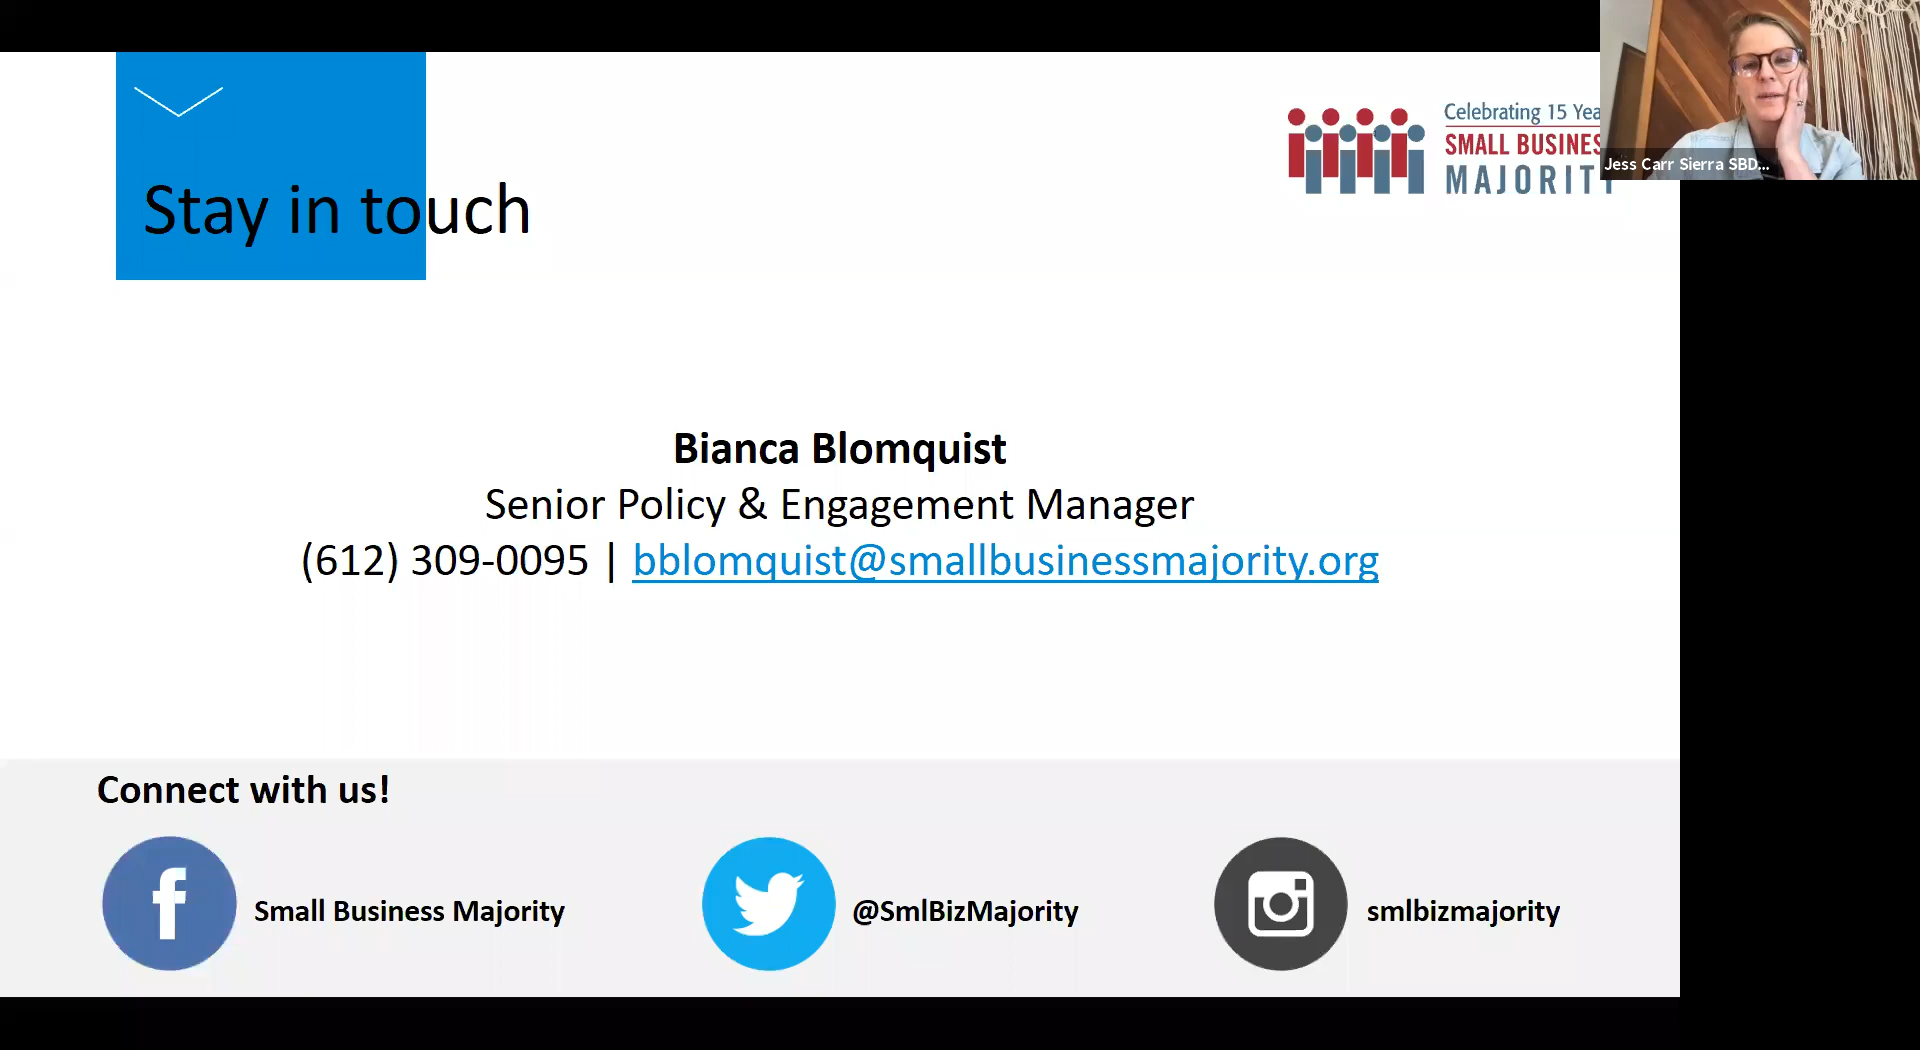 Celebrating 15 Yea
SMALL BUSINES
MAJORITY
Jess Carr Sierra SBD...
Stay in touch
Bianca Blomquist
Senior Policy & Engagement Manager
(612) 309-0095 | bblomquist@smallbusinessmajority.org
Connect with us!
Small Business Majority
@SmlBizMajority
smlbizmajority